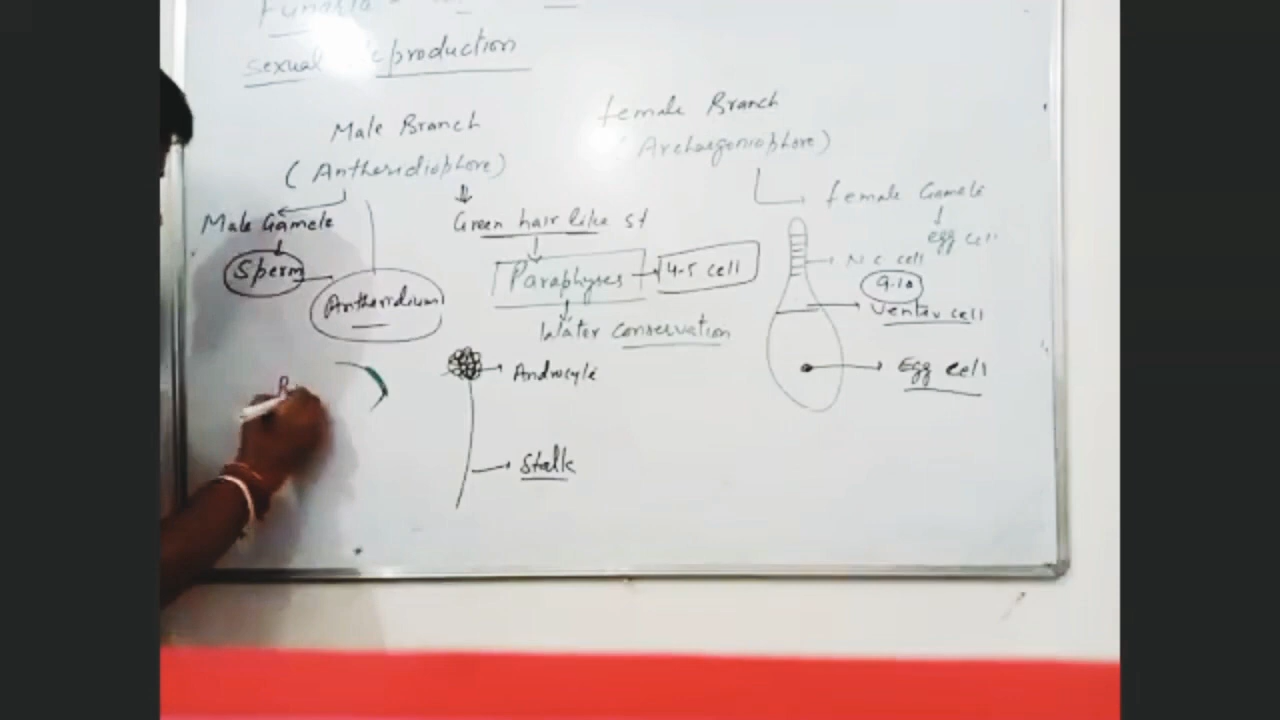 Funaria -
sexual reproduction
Male Branch
(Antheridiophore)
Male Gamete
Sperm
Antheridium
Green hair like st
Paraphyses
4-5 cell
Water conservation
Androcyte
Stalk
female Branch
(Archaegoniophore)
female Gamete
egg cell
N.C cell
9-10
Venter cell
Egg cell